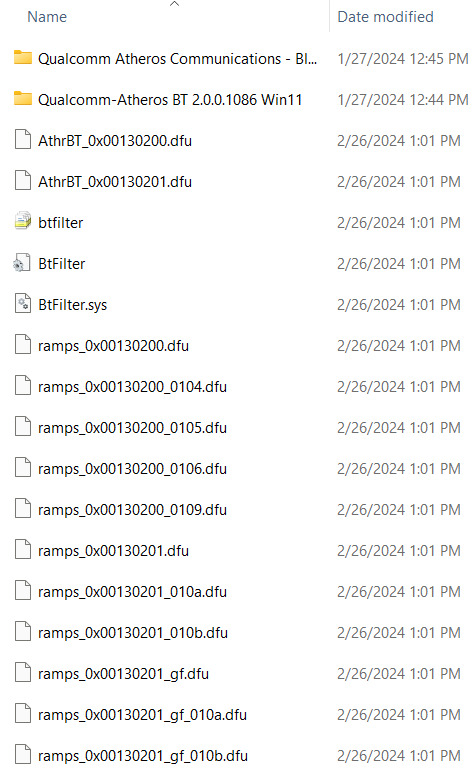 Name Date modified
Qualcomm Atheros Communications - Bl... 1/27/2024 12:45 PM
Qualcomm-Atheros BT 2.0.0.1086 Win11 1/27/2024 12:44 PM
AthrBT_0x00130200.dfu 2/26/2024 1:01 PM
AthrBT_0x00130201.dfu 2/26/2024 1:01 PM
btfilter 2/26/2024 1:01 PM
BtFilter 2/26/2024 1:01 PM
BtFilter.sys 2/26/2024 1:01 PM
ramps_0x00130200.dfu 2/26/2024 1:01 PM
ramps_0x00130200_0104.dfu 2/26/2024 1:01 PM
ramps_0x00130200_0105.dfu 2/26/2024 1:01 PM
ramps_0x00130200_0106.dfu 2/26/2024 1:01 PM
ramps_0x00130200_0109.dfu 2/26/2024 1:01 PM
ramps_0x00130201.dfu 2/26/2024 1:01 PM
ramps_0x00130201_010a.dfu 2/26/2024 1:01 PM
ramps_0x00130201_010b.dfu 2/26/2024 1:01 PM
ramps_0x00130201_gf.dfu 2/26/2024 1:01 PM
ramps_0x00130201_gf_010a.dfu 2/26/2024 1:01 PM
ramps_0x00130201_gf_010b.dfu 2/26/2024 1:01 PM